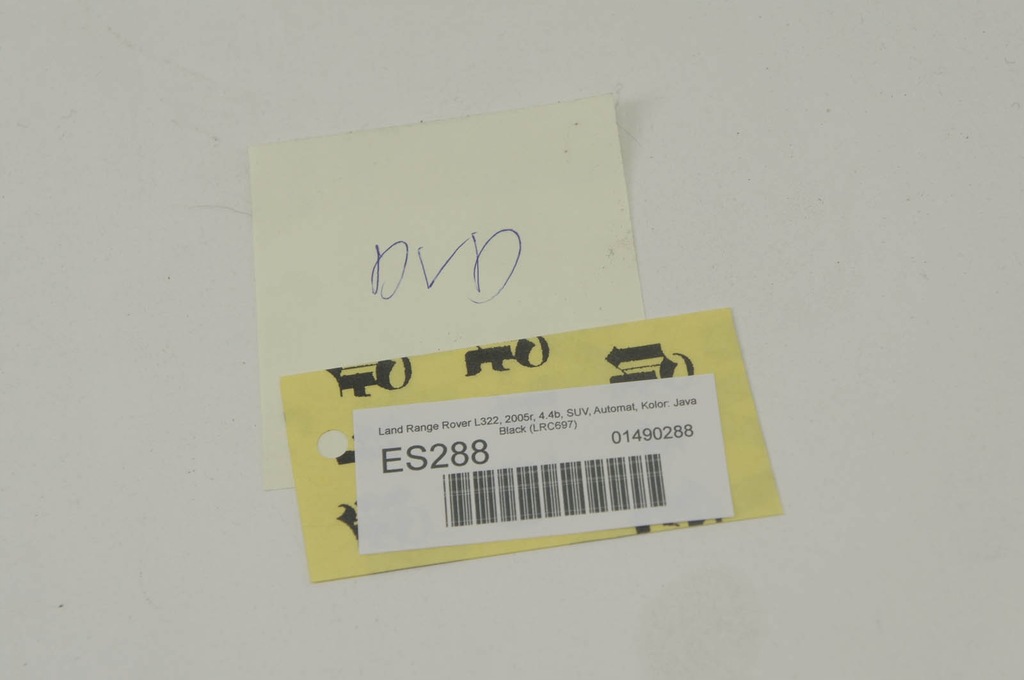 DVD
Land Range Rover L322, 2005r, 4.4b, SUV, Automat, Kolor: Java
Black (LRC697)
ES288
01490288